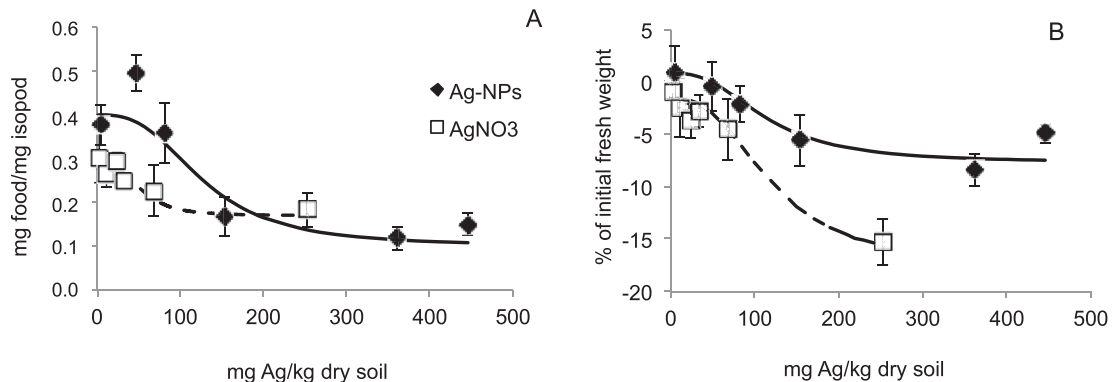 A
0.6
0.5
0.4
0.3
0.2
0.1
0.0
mg food/mg isopod
Ag-NPs
AgNO3
0 100 200 300 400 500
mg Ag/kg dry soil
B
5
0
-5
-10
-15
-20
% of initial fresh weight
0 100 200 300 400 500
mg Ag/kg dry soil